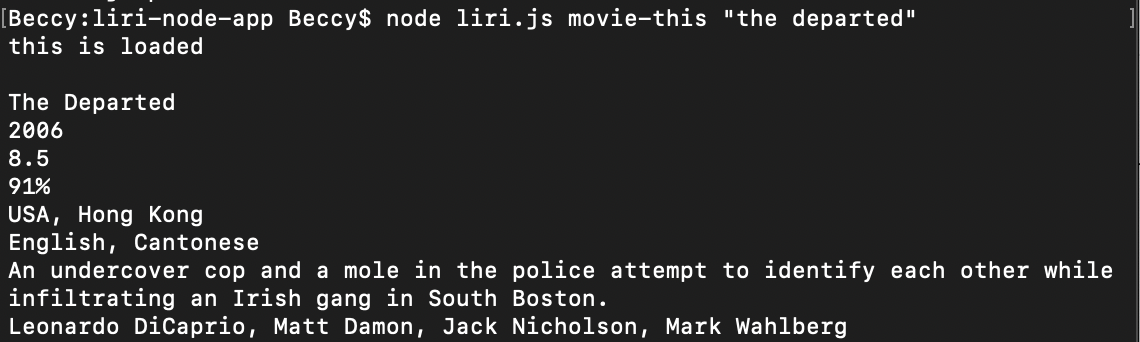 [Beccy:liri-node-app Beccy$ node liri.js movie-this "the departed" ]
this is loaded
The Departed
2006
8.5
91%
USA, Hong Kong
English, Cantonese
An undercover cop and a mole in the police attempt to identify each other while
infiltrating an Irish gang in South Boston.
Leonardo DiCaprio, Matt Damon, Jack Nicholson, Mark Wahlberg